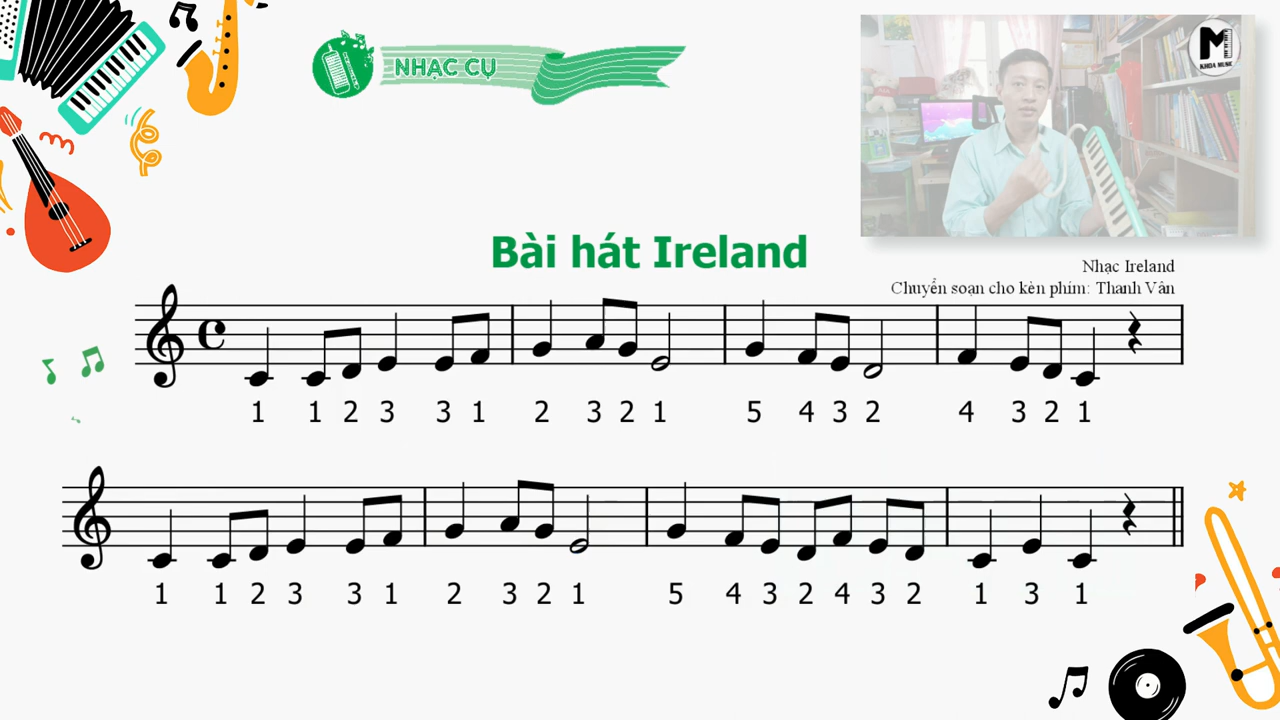 NHẠC CỤ
M
KHOA MUSIC
Bài hát Ireland
Nhạc Ireland
Chuyển soạn cho kèn phím: Thanh Vân
1 1 2 3 3 1 2 3 2 1 5 4 3 2 4 3 2 1
1 1 2 3 3 1 2 3 2 1 5 4 3 2 4 3 2 1 3 1